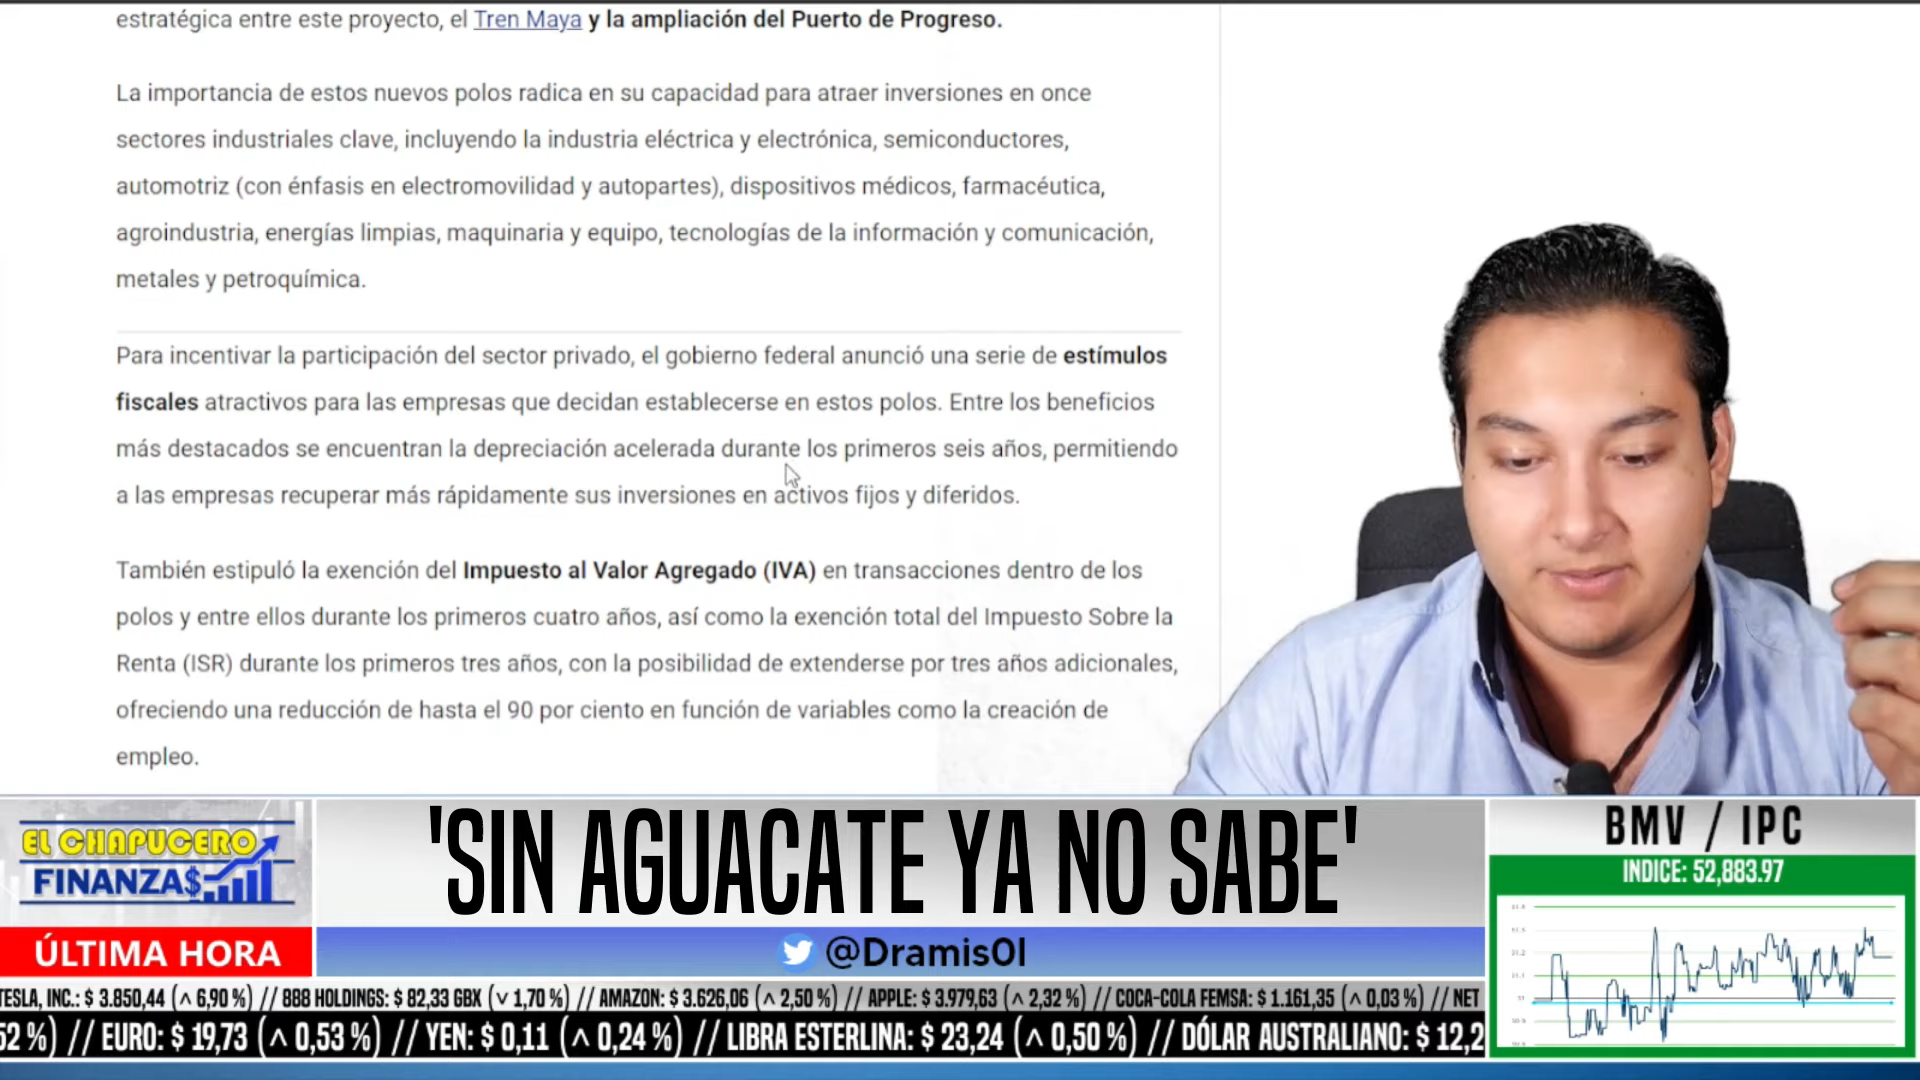 estratégica entre este proyecto, el Tren Maya y la ampliación del Puerto de Progreso.
La importancia de estos nuevos polos radica en su capacidad para atraer inversiones en once
sectores industriales clave, incluyendo la industria eléctrica y electrónica, semiconductores,
automotriz (con énfasis en electromovilidad y autopartes), dispositivos médicos, farmacéutica,
agroindustria, energías limpias, maquinaria y equipo, tecnologías de la información y comunicación,
metales y petroquímica.
Para incentivar la participación del sector privado, el gobierno federal anunció una serie de estímulos
fiscales atractivos para las empresas que decidan establecerse en estos polos. Entre los beneficios
más destacados se encuentran la depreciación acelerada durante los primeros seis años, permitiendo
a las empresas recuperar más rápidamente sus inversiones en activos fijos y diferidos.
También estipuló la exención del Impuesto al Valor Agregado (IVA) en transacciones dentro de los
polos y entre ellos durante los primeros cuatro años, así como la exención total del Impuesto Sobre la
Renta (ISR) durante los primeros tres años, con la posibilidad de extenderse por tres años adicionales,
ofreciendo una reducción de hasta el 90 por ciento en función de variables como la creación de
empleo.
EL CHAPUCERO
FINANZA$
'SIN AGUACATE YA NO SABE'
BMV / IPC
INDICE: 52,883.97
ÚLTIMA HORA
@Dramis0l
TESLA, INC.: $ 3.850,44 (^ 6,90 %) // 888 HOLDINGS: $ 82,33 GBX (v 1,70 %) // AMAZON: $ 3.626,06 (^ 2,50 %) // APPLE: $ 3.979,63 (^ 2,32 %) // COCA-COLA FEMSA: $ 1.161,35 (^ 0,03 %) // NET
52 %) // EURO: $ 19,73 (^ 0,53 %) // YEN: $ 0,11 (^ 0,24 %) // LIBRA ESTERLINA: $ 23,24 (^ 0,50 %) // DÓLAR AUSTRALIANO: $ 12,2